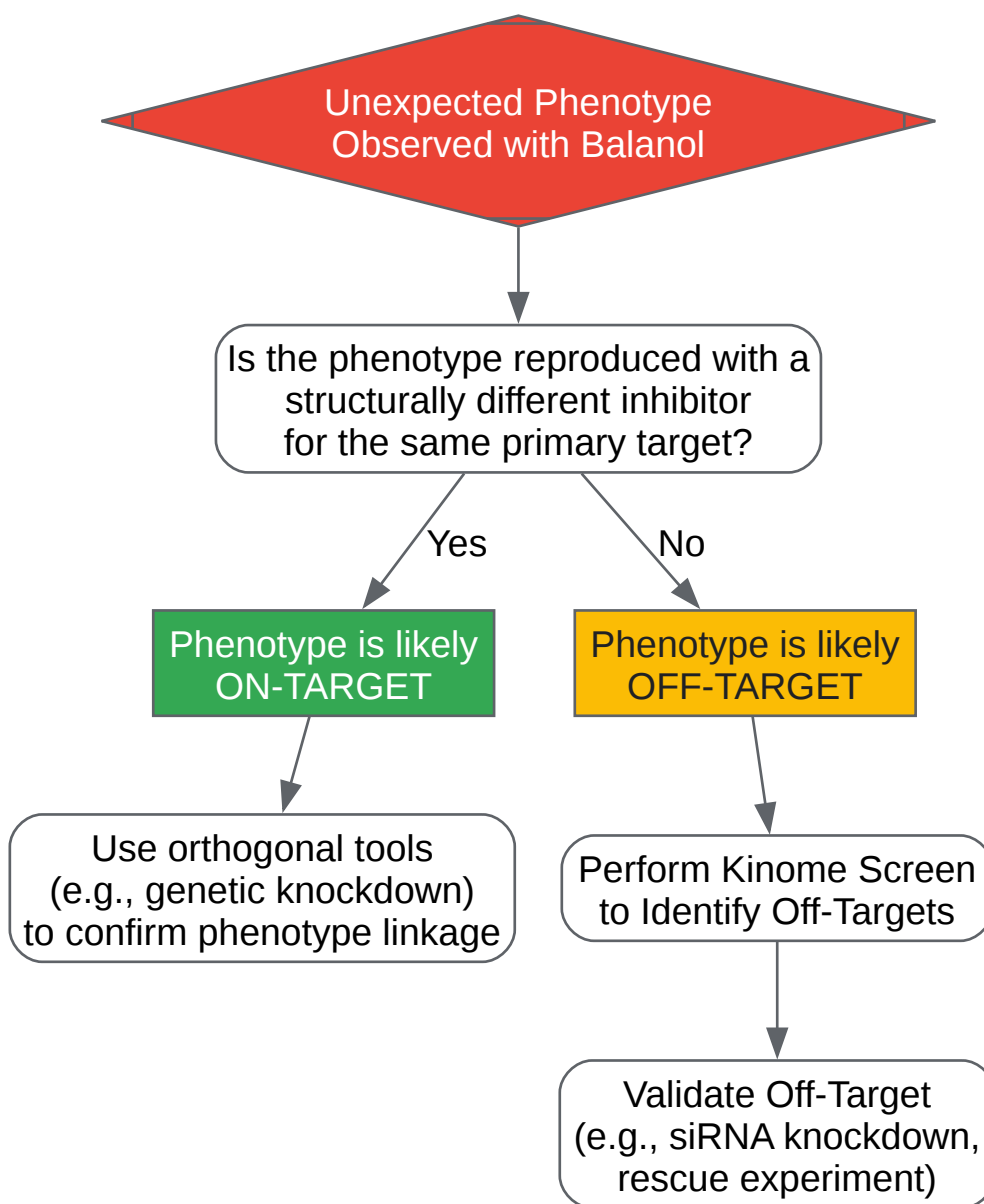 Unexpected Phenotype
Observed with Balanol
Is the phenotype reproduced with a
structurally different inhibitor
for the same primary target?
Yes
No
Phenotype is likely
ON-TARGET
Phenotype is likely
OFF-TARGET
Use orthogonal tools
(e.g., genetic knockdown)
to confirm phenotype linkage
Perform Kinome Screen
to Identify Off-Targets
Validate Off-Target
(e.g., siRNA knockdown,
rescue experiment)